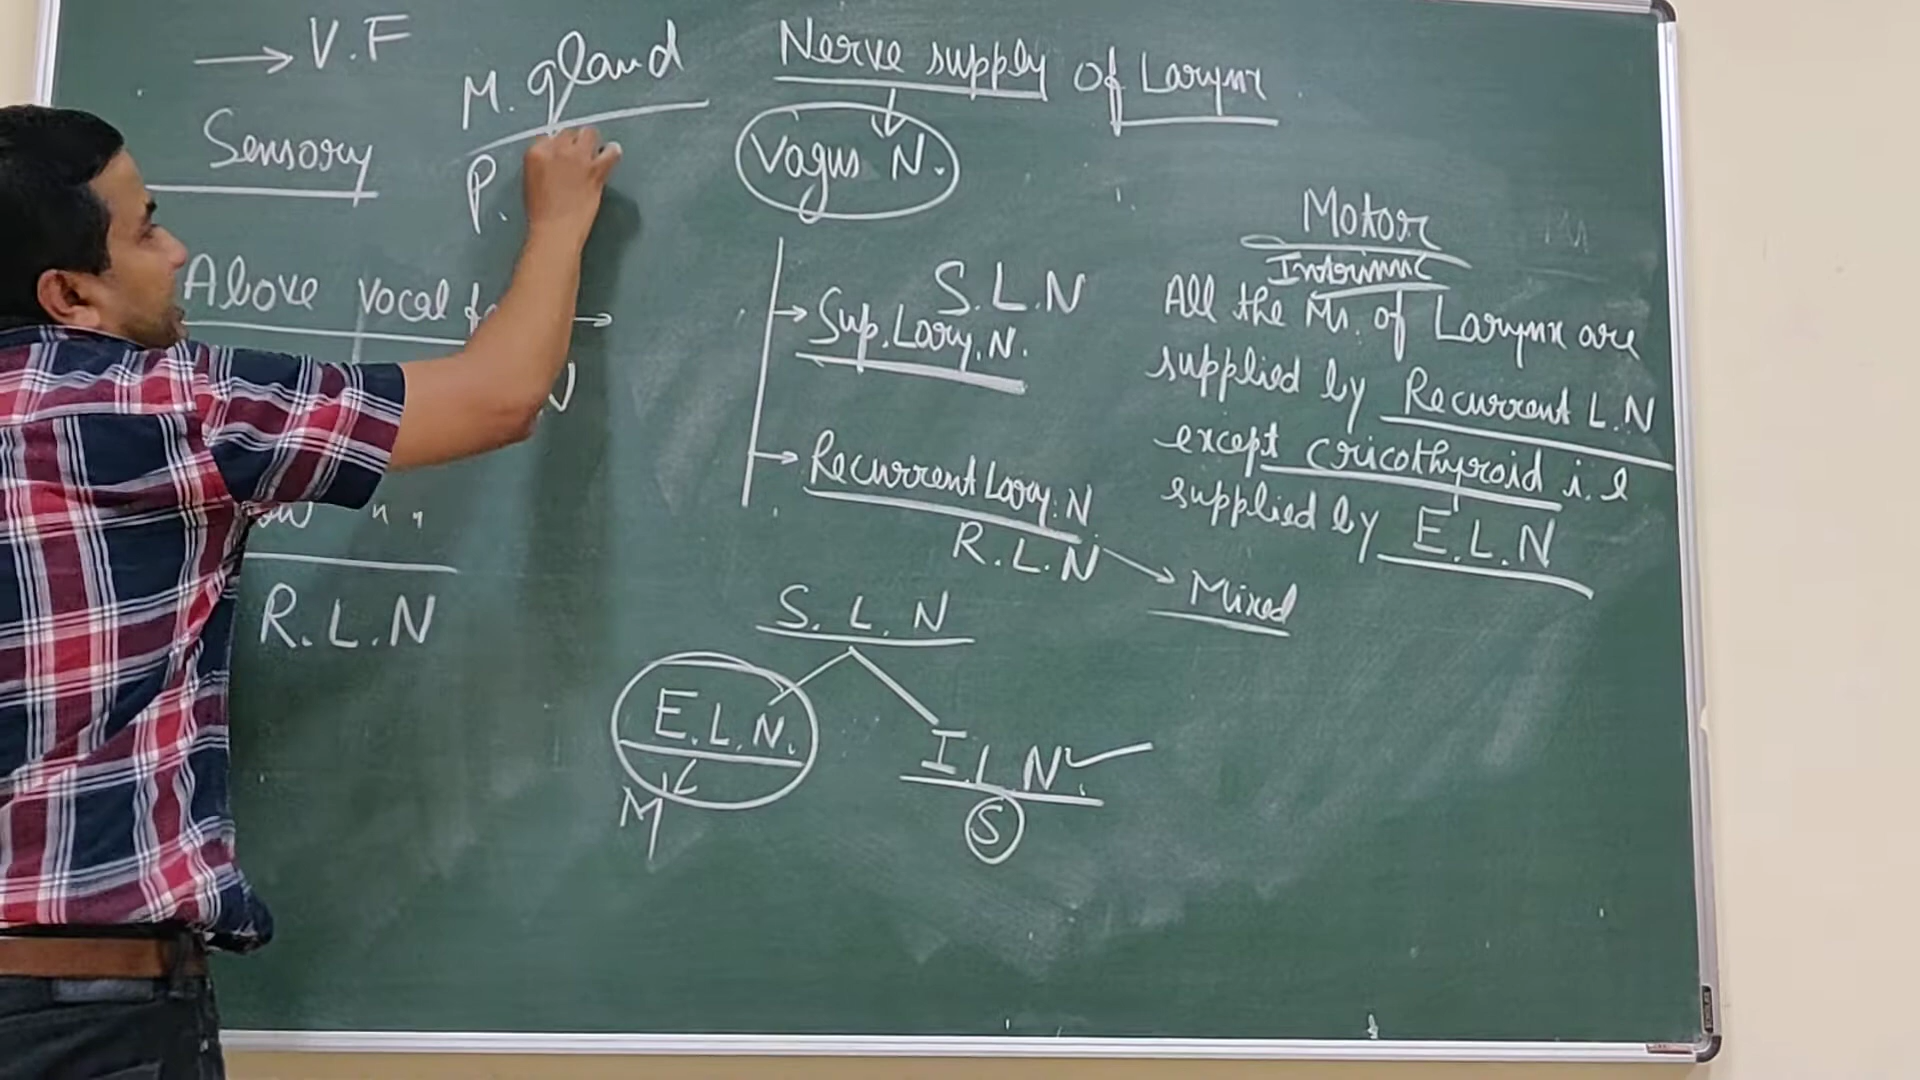 → V.F
M. gland
P.
Sensory
Above vocal
" "
R.L.N
Nerve supply of Larynx
Vagus N.
S.L.N
→ Sup. Lary. N.
→ Recurrent Lary. N
R.L.N
Mixed
S. L. N
E.L.N.
M
I.L.N.
S
Motor
Intrinsic
All the Ms. of Larynx are
supplied by Recurrent L.N
except cricothyroid i.e
supplied by E.L.N